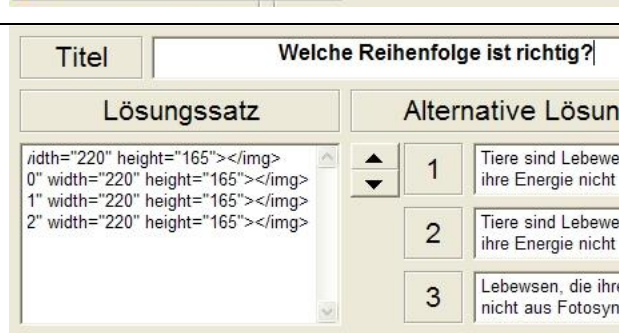 Titel
Welche Reihenfolge ist richtig?
Lösungssatz
Alternative Lösun
idth="220" height="165"></img>
0" width="220" height="165"></img>
1" width="220" height="165"></img>
2" width="220" height="165"></img>
1
Tiere sind Lebewe
ihre Energie nicht
2
Tiere sind Lebewe
ihre Energie nicht
3
Lebewsen, die ihre
nicht aus Fotosyn